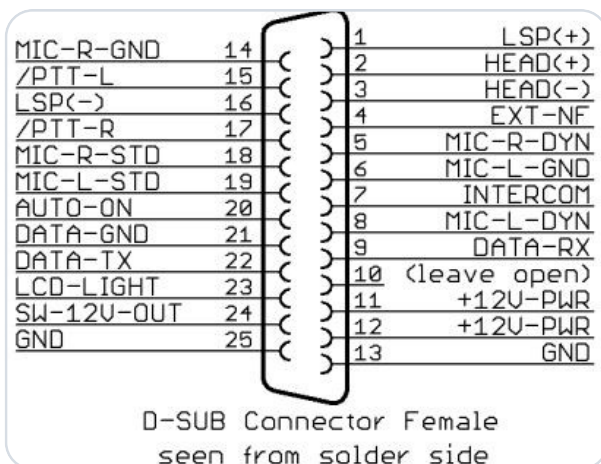 1 LSP(+)
MIC-R-GND 14
2 HEAD(+)
/PTT-L 15
3 HEAD(-)
LSP(-) 16
4 EXT-NF
/PTT-R 17
5 MIC-R-DYN
MIC-R-STD 18
6 MIC-L-GND
MIC-L-STD 19
7 INTERCOM
AUTO-ON 20
8 MIC-L-DYN
DATA-GND 21
9 DATA-RX
DATA-TX 22
10 (leave open)
LCD-LIGHT 23
11 +12V-PWR
SW-12V-OUT 24
12 +12V-PWR
GND 25
13 GND
D-SUB Connector Female
seen from solder side